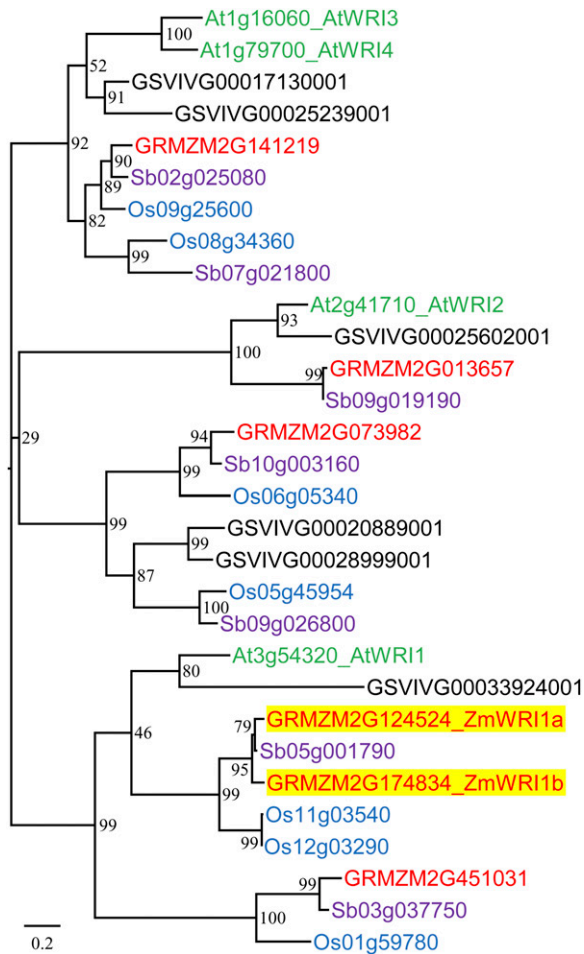 At1g16060_AtWRI3
100
At1g79700_AtWRI4
52
GSVIVG00017130001
91
GSVIVG00025239001
92
GRMZM2G141219
90
Sb02g025080
89
Os09g25600
82
Os08g34360
99
Sb07g021800
At2g41710_AtWRI2
93
GSVIVG00025602001
100
GRMZM2G013657
99
Sb09g019190
29
GRMZM2G073982
94
Sb10g003160
99
Os06g05340
99
GSVIVG00020889001
99
GSVIVG00028999001
87
Os05g45954
100
Sb09g026800
At3g54320_AtWRI1
80
GSVIVG00033924001
46
GRMZM2G124524_ZmWRI1a
79
Sb05g001790
95
GRMZM2G174834_ZmWRI1b
99
Os11g03540
99
Os12g03290
99
GRMZM2G451031
99
Sb03g037750
100
Os01g59780
0.2